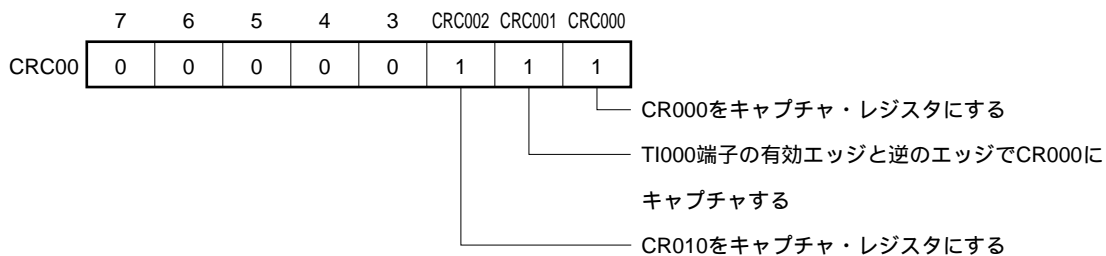 7 6 5 4 3 CRC002 CRC001 CRC000
CRC00 0 0 0 0 0 1 1 1
CR000をキャプチャ・レジスタにする
TI000端子の有効エッジと逆のエッジでCR000に
キャプチャする
CR010をキャプチャ・レジスタにする